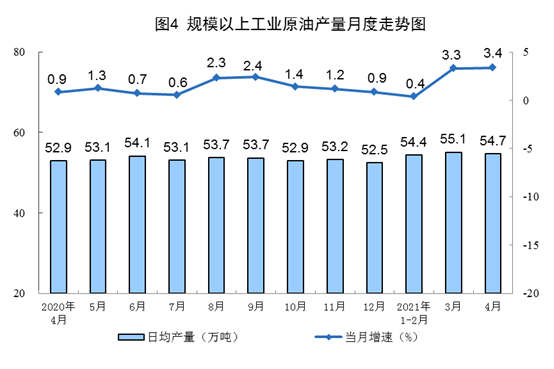 图4 规模以上工业原油产量月度走势图
80 5
0.9 1.3 0.7 0.6 2.3 2.4 1.4 1.2 0.9 0.4 3.3 3.4
0
60
52.9 53.1 54.1 53.1 53.7 53.7 52.9 53.2 52.5 54.4 55.1 54.7
-5
-10
40
-15
20 -20
2020年 5月 6月 7月 8月 9月 10月 11月 12月 2021年 3月 4月
4月 1-2月
日均产量（万吨） 当月增速（%）